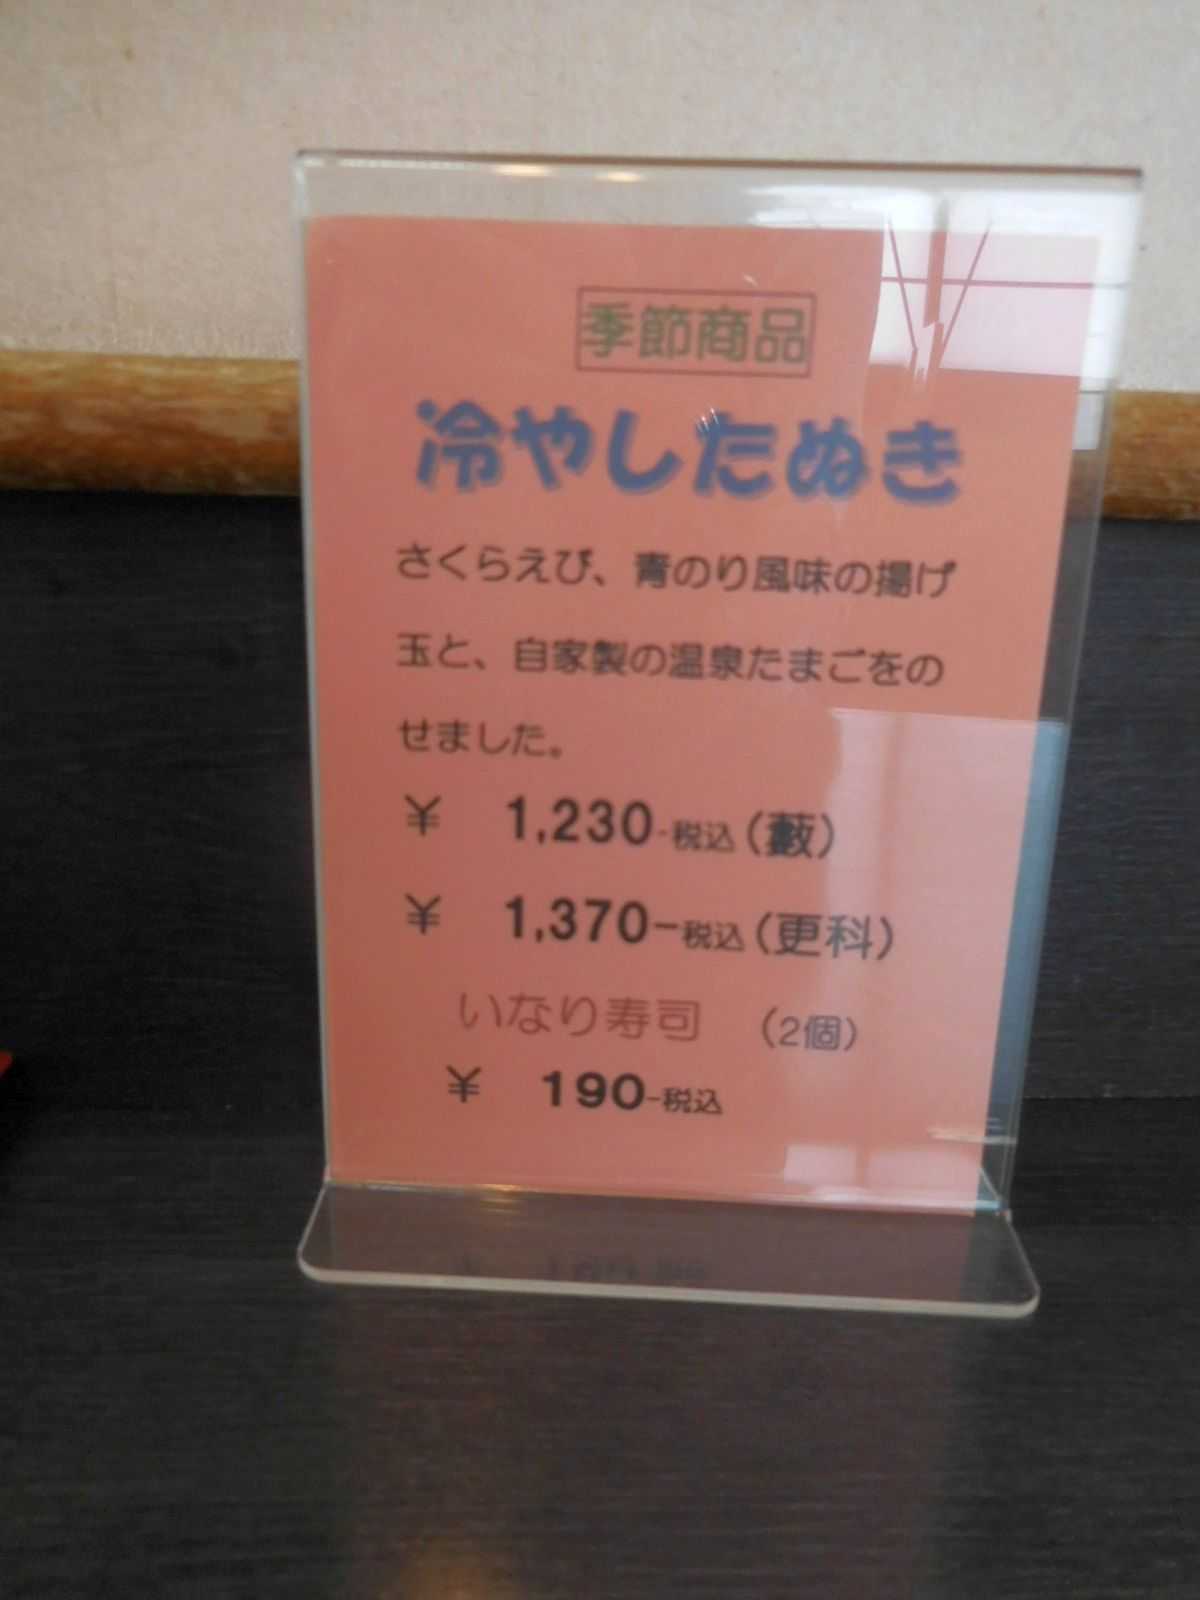 季節商品
冷やしたぬき
さくらえび、青のり風味の揚げ
玉と、自家製の温泉たまごをの
せました。
¥ 1,230-税込(藪)
¥ 1,370-税込(更科)
いなり寿司 (2個)
¥ 190-税込